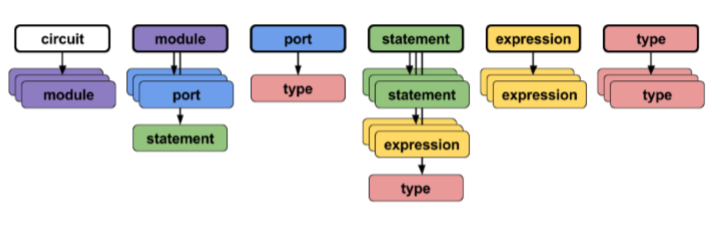 circuit
module
port
statement
expression
type
module
port
type
statement
expression
type
statement
expression
type